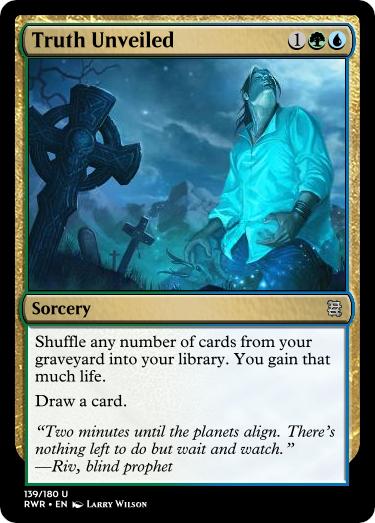 Truth Unveiled 1
Sorcery
Shuffle any number of cards from your
graveyard into your library. You gain that
much life.
Draw a card.
“Two minutes until the planets align. There’s
nothing left to do but wait and watch.”
—Riv, blind prophet
139/180 U
RWR • EN Larry Wilson